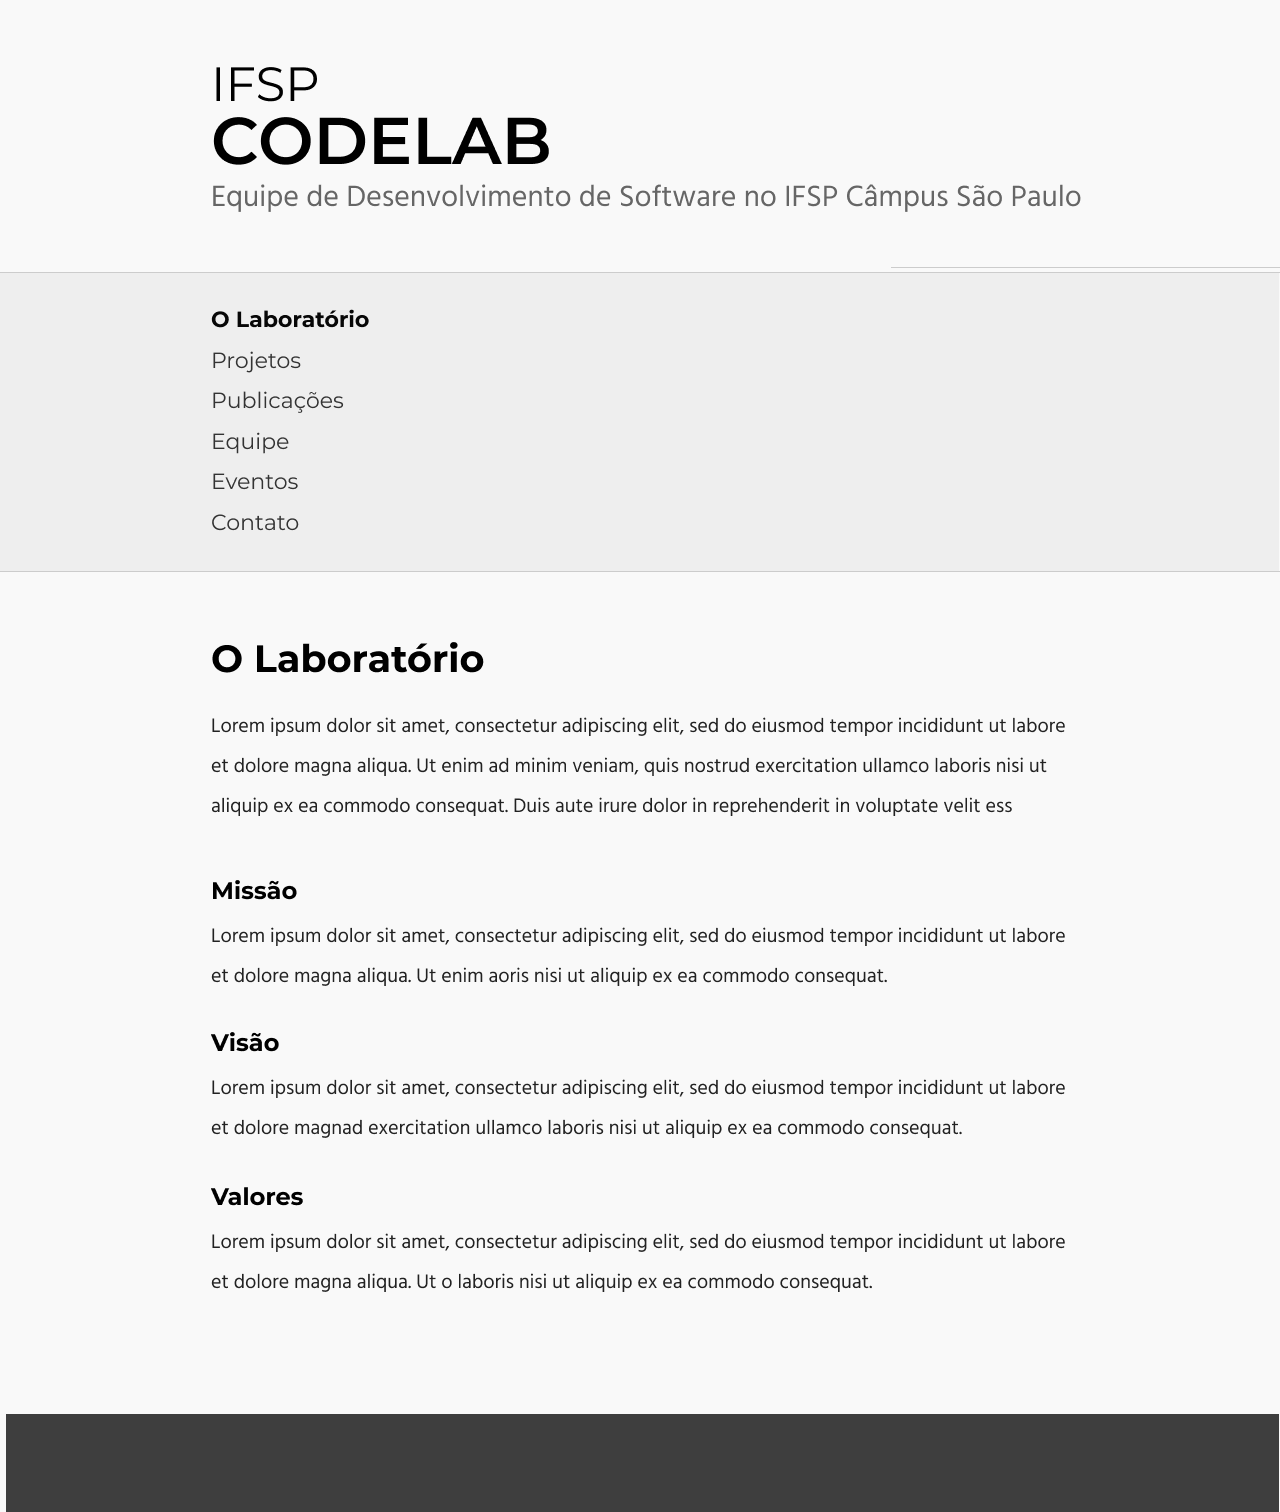 IFSP
CODELAB
Equipe de Desenvolvimento de Software no IFSP Câmpus São Paulo
O Laboratório
Projetos
Publicações
Equipe
Eventos
Contato
O Laboratório
Lorem ipsum dolor sit amet, consectetur adipiscing elit, sed do eiusmod tempor incididunt ut labore
et dolore magna aliqua. Ut enim ad minim veniam, quis nostrud exercitation ullamco laboris nisi ut
aliquip ex ea commodo consequat. Duis aute irure dolor in reprehenderit in voluptate velit ess
Missão
Lorem ipsum dolor sit amet, consectetur adipiscing elit, sed do eiusmod tempor incididunt ut labore
et dolore magna aliqua. Ut enim aoris nisi ut aliquip ex ea commodo consequat.
Visão
Lorem ipsum dolor sit amet, consectetur adipiscing elit, sed do eiusmod tempor incididunt ut labore
et dolore magnad exercitation ullamco laboris nisi ut aliquip ex ea commodo consequat.
Valores
Lorem ipsum dolor sit amet, consectetur adipiscing elit, sed do eiusmod tempor incididunt ut labore
et dolore magna aliqua. Ut o laboris nisi ut aliquip ex ea commodo consequat.